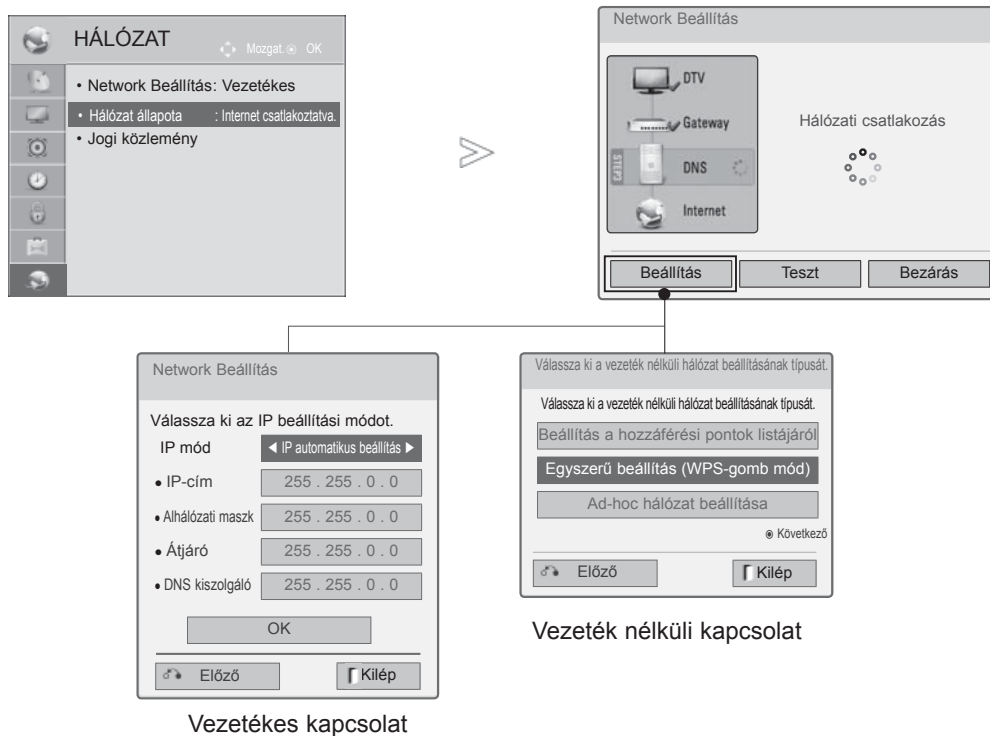 HÁLÓZAT
Mozgat. OK
• Network Beállítás: Vezetékes
• Hálózat állapota : Internet csatlakoztatva.
• Jogi közlemény
Network Beállítás
DTV
Gateway
STEP3
DNS
Internet
Hálózati csatlakozás
Beállítás
Teszt
Bezárás
Network Beállítás
Válassza ki az IP beállítási módot.
IP mód ◀ IP automatikus beállítás ▶
• IP-cím 255 . 255 . 0 . 0
• Alhálózati maszk 255 . 255 . 0 . 0
• Átjáró 255 . 255 . 0 . 0
• DNS kiszolgáló 255 . 255 . 0 . 0
OK
Előző
Kilép
Vezetékes kapcsolat
Válassza ki a vezeték nélküli hálózat beállításának típusát.
Válassza ki a vezeték nélküli hálózat beállításának típusát.
Beállítás a hozzáférési pontok listájáról
Egyszerű beállítás (WPS-gomb mód)
Ad-hoc hálózat beállítása
Következő
Előző
Kilép
Vezeték nélküli kapcsolat